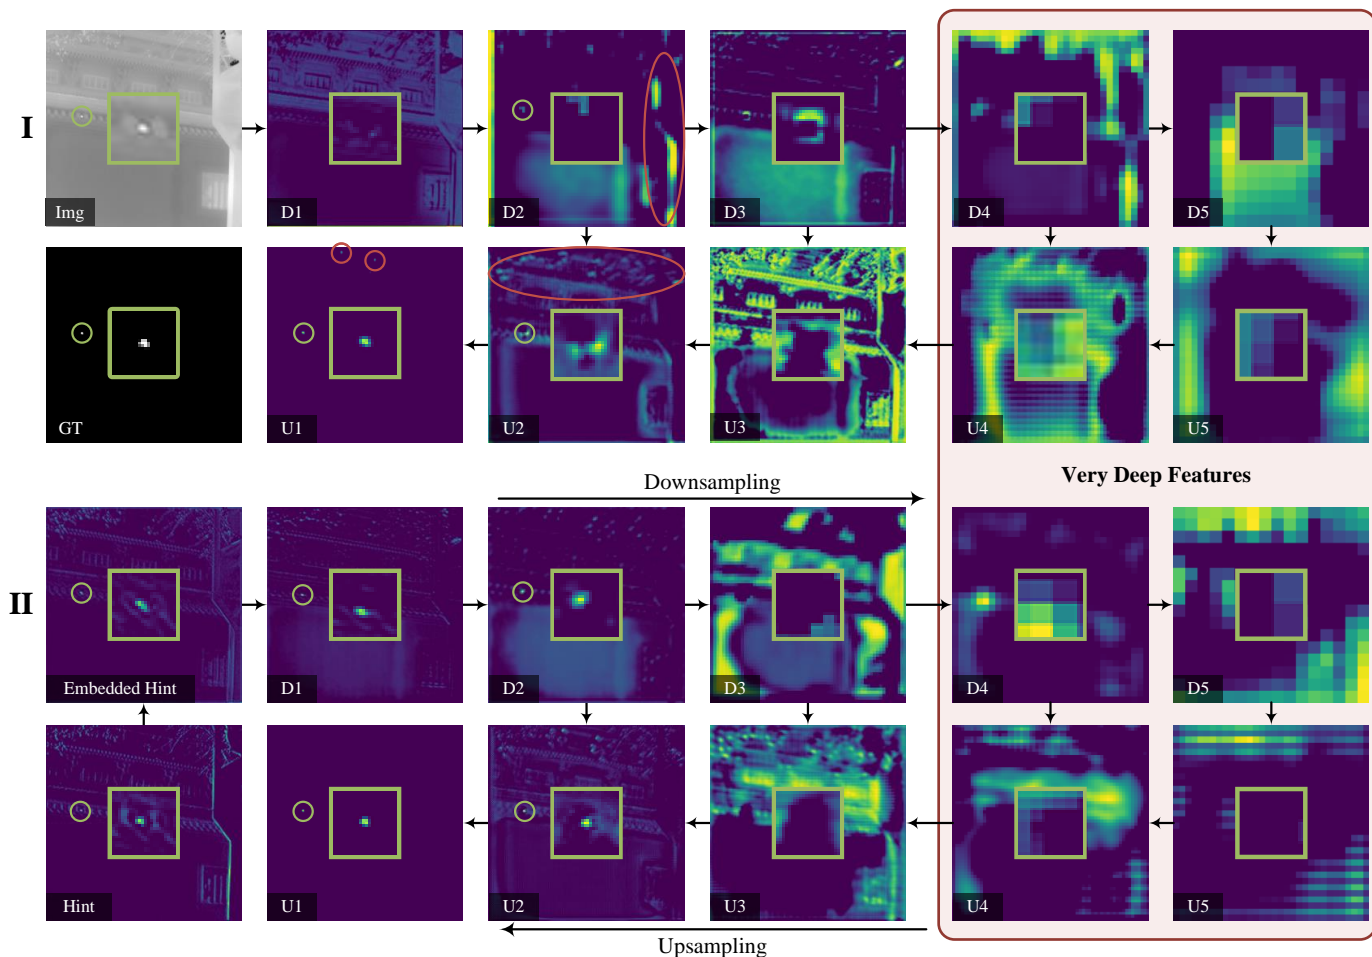 I
Img
D1
D2
D3
D4
D5
GT
U1
U2
U3
U4
U5
Downsampling
Very Deep Features
II
Embedded Hint
D1
D2
D3
D4
D5
Hint
U1
U2
U3
U4
U5
Upsampling